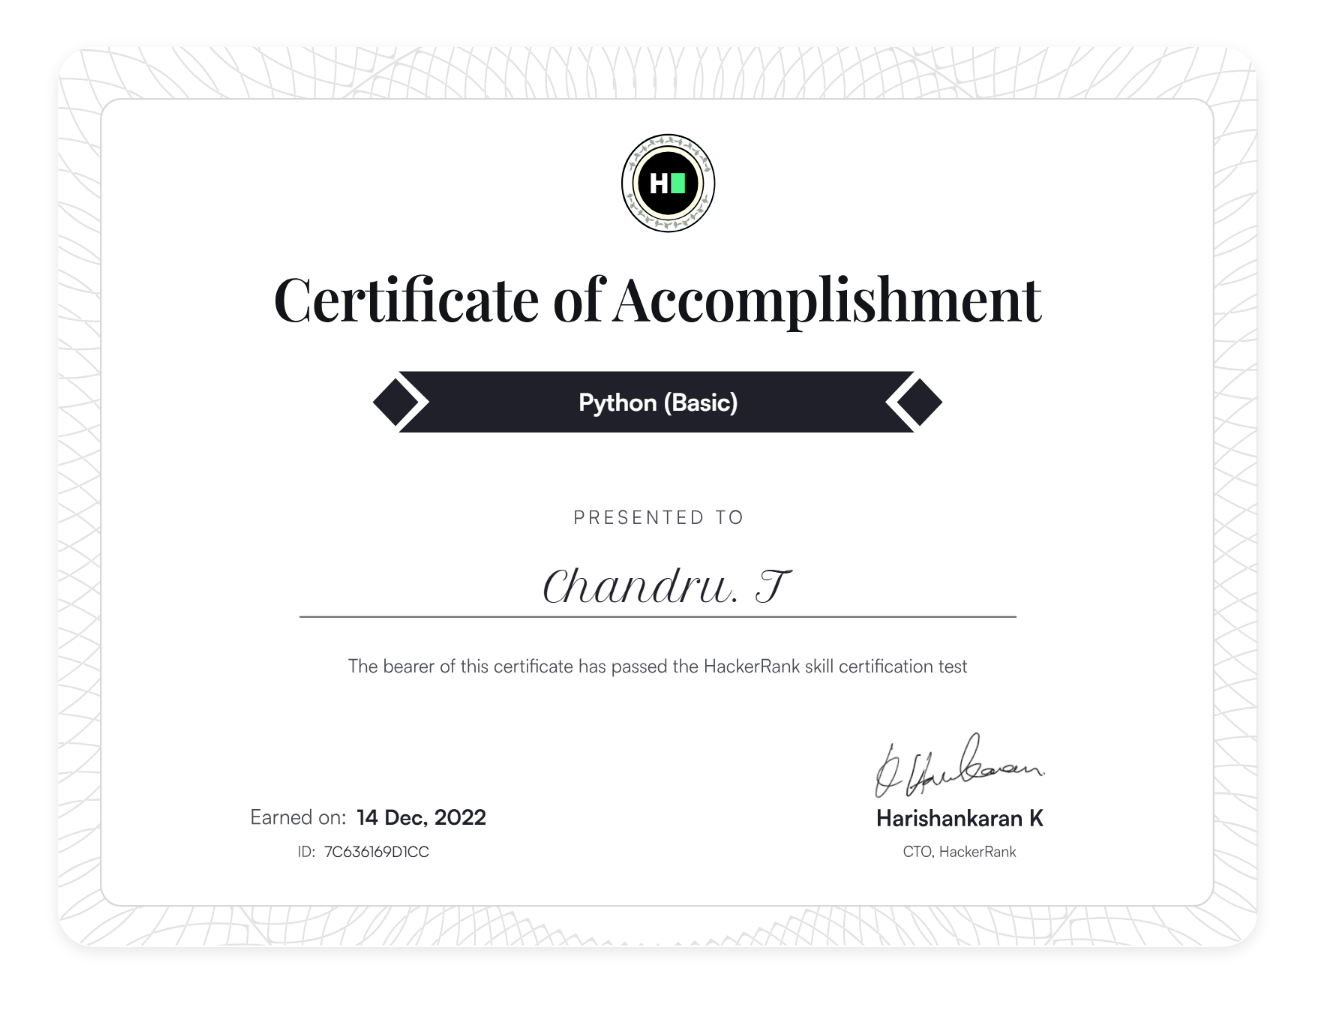 H
Certificate of Accomplishment
Python (Basic)
PRESENTED TO
Chandru. T
The bearer of this certificate has passed the HackerRank skill certification test
Earned on: 14 Dec, 2022
ID: 7C636169D1CC
Harishankaran K
CTO, HackerRank